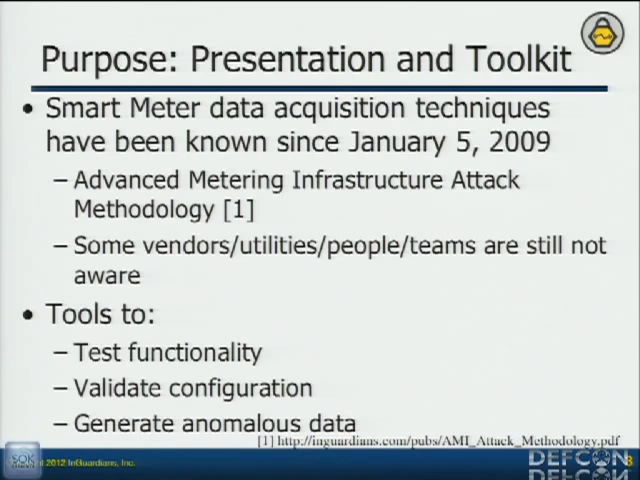 Purpose: Presentation and Toolkit
• Smart Meter data acquisition techniques
have been known since January 5, 2009
– Advanced Metering Infrastructure Attack
Methodology [1]
– Some vendors/utilities/people/teams are still not
aware
• Tools to:
– Test functionality
– Validate configuration
– Generate anomalous data
[1] http://inguardians.com/pubs/AMI_Attack_Methodology.pdf
2012 InGuardians, Inc.
DEFCON